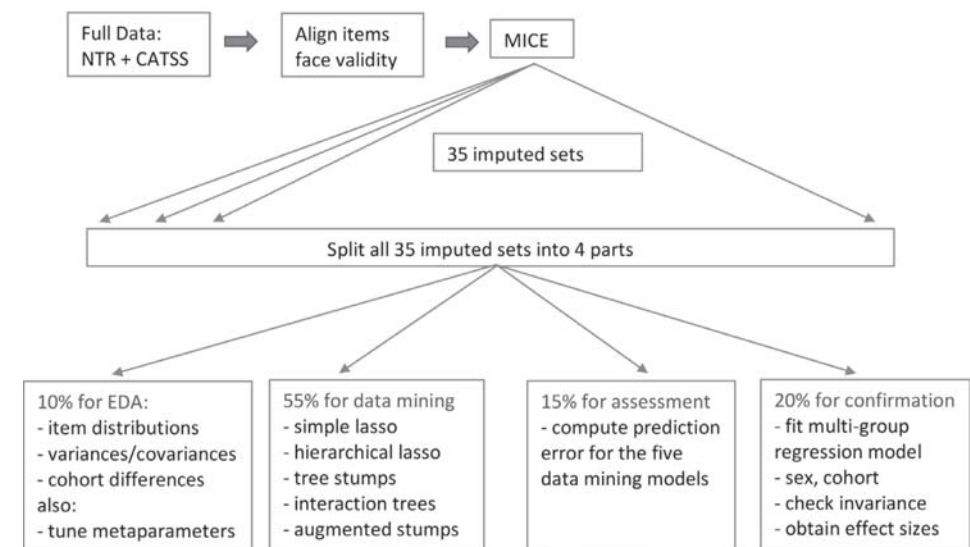 Full Data:
NTR + CATSS
Align items
face validity
MICE
35 imputed sets
Split all 35 imputed sets into 4 parts
10% for EDA:
- item distributions
- variances/covariances
- cohort differences
also:
- tune metaparameters
55% for data mining
- simple lasso
- hierarchical lasso
- tree stumps
- interaction trees
- augmented stumps
15% for assessment
- compute prediction
error for the five
data mining models
20% for confirmation
- fit multi-group
regression model
- sex, cohort
- check invariance
- obtain effect sizes